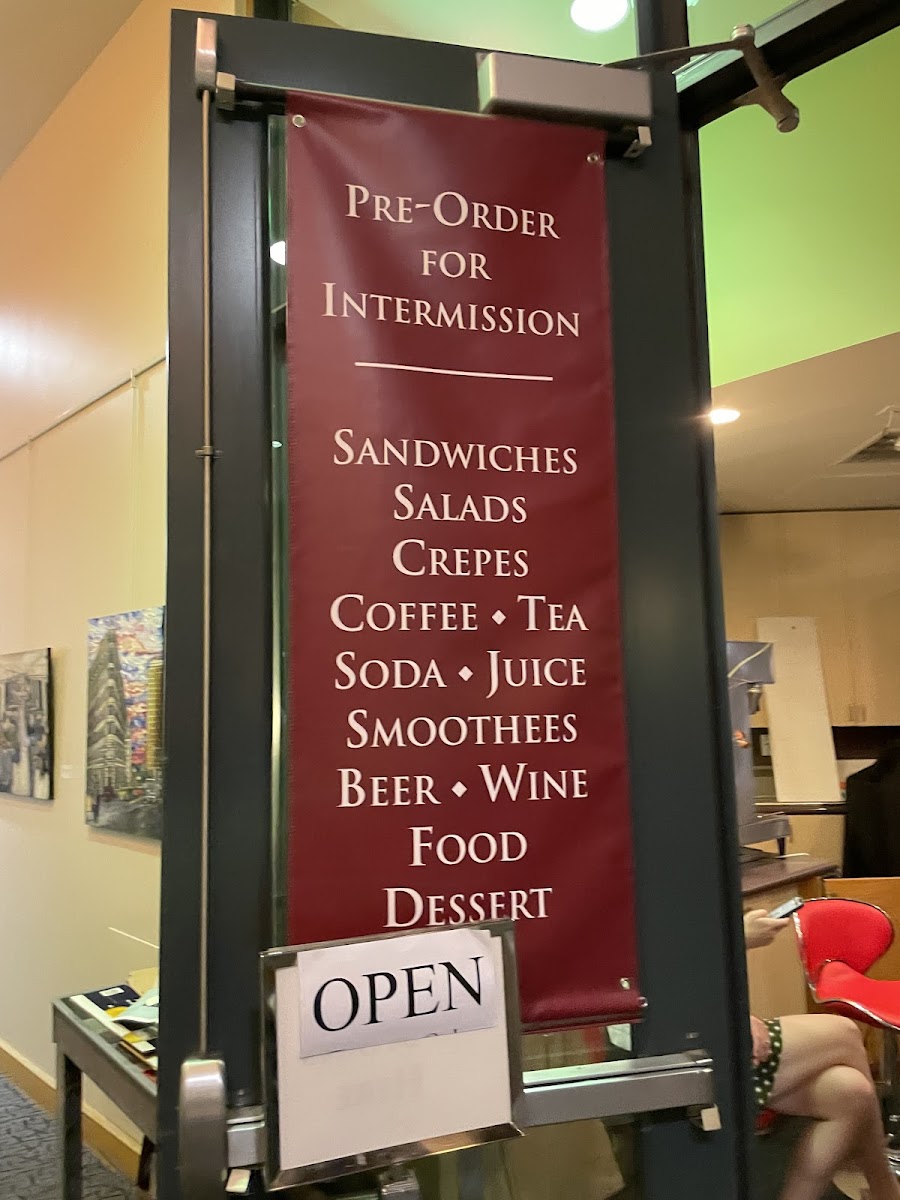 Pre-Order
for
Intermission
Sandwiches
Salads
Crepes
Coffee ⬥ Tea
Soda ⬥ Juice
Smoothees
Beer ⬥ Wine
Food
Dessert
OPEN